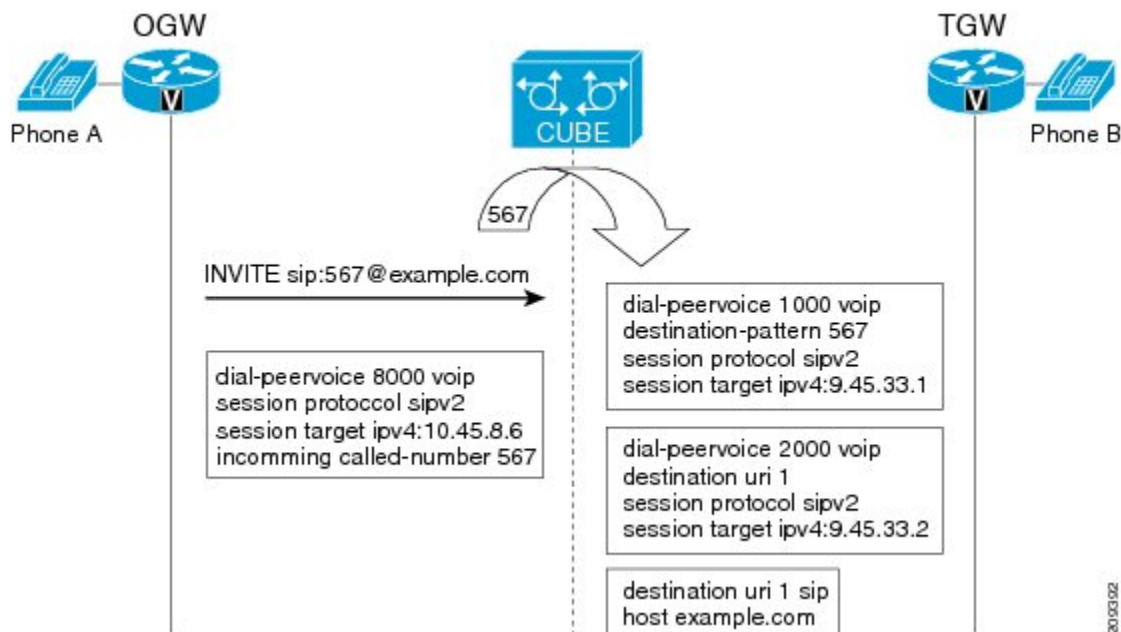 OGW
TGW
V
V
Phone A
CUBE
Phone B
567
INVITE sip:567@example.com
dial-peervoice 8000 voip
session protoccol sipv2
session target ipv4:10.45.8.6
incomming called-number 567
dial-peervoice 1000 voip
destination-pattern 567
session protocol sipv2
session target ipv4:9.45.33.1
dial-peervoice 2000 voip
destination uri 1
session protocol sipv2
session target ipv4:9.45.33.2
destination uri 1 sip
host example.com
209392